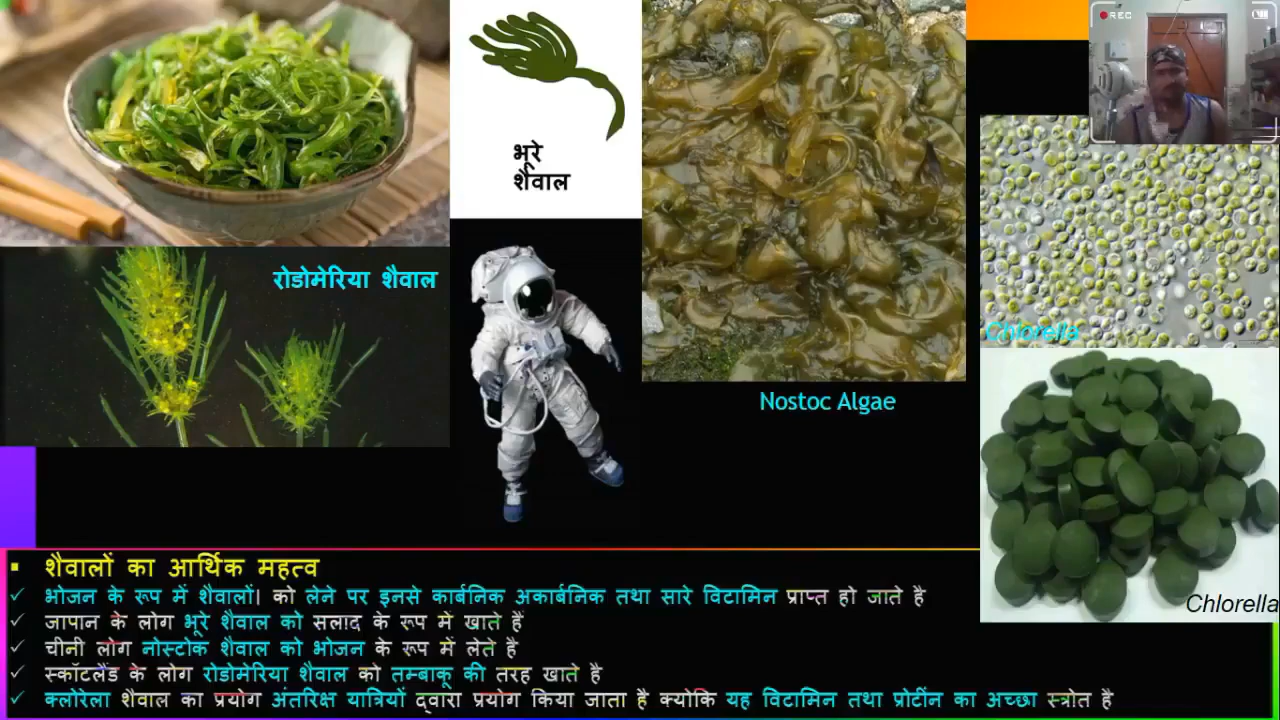 REC
भूरे
शैवाल
रोडोमेरिया शैवाल
Nostoc Algae
Chlorella
Chlorella
शैवालों का आर्थिक महत्व
भोजन के रूप में शैवालों। को लेने पर इनसे कार्बनिक अकार्बनिक तथा सारे विटामिन प्राप्त हो जाते है
जापान के लोग भूरे शैवाल को सलाद के रूप में खाते हैं
चीनी लोग नोस्टोक शैवाल को भोजन के रूप में लेते है
स्कॉटलैंड के लोग रोडोमेरिया शैवाल को तम्बाकू की तरह खाते है
क्लोरेला शैवाल का प्रयोग अंतरिक्ष यात्रियों द्वारा प्रयोग किया जाता है क्योकि यह विटामिन तथा प्रोटीन का अच्छा स्त्रोत है